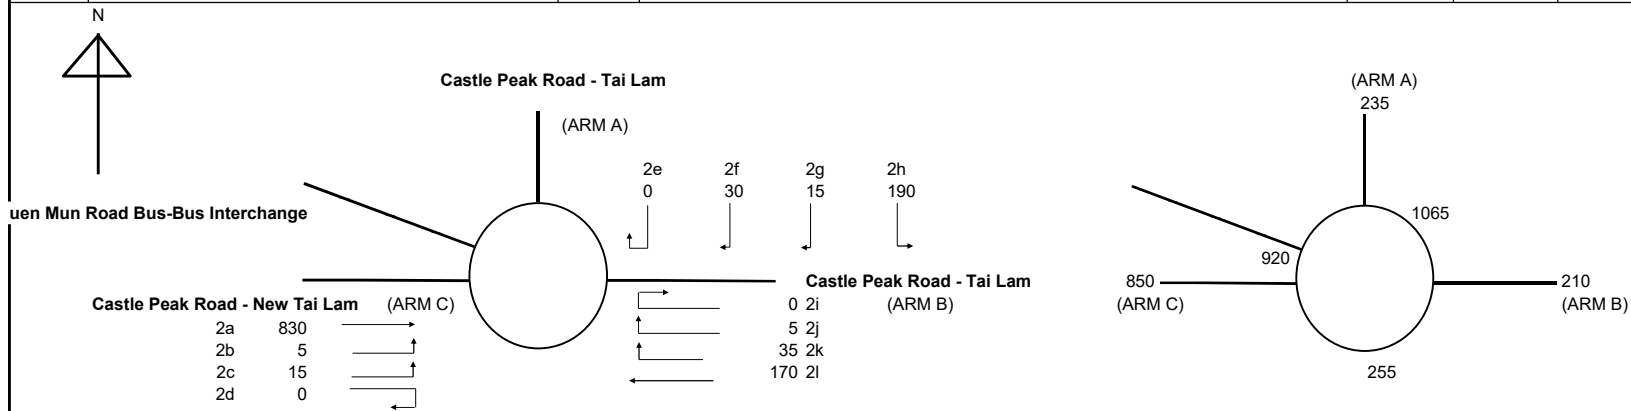 N
Castle Peak Road - Tai Lam
(ARM A)
2e 2f 2g 2h
0 30 15 190
uen Mun Road Bus-Bus Interchange
Castle Peak Road - Tai Lam
(ARM B)
Castle Peak Road - New Tai Lam (ARM C)
0 2i
5 2j
35 2k
170 2l
2a 830
2b 5
2c 15
2d 0
(ARM A)
235
1065
920
850
(ARM C)
210
(ARM B)
255